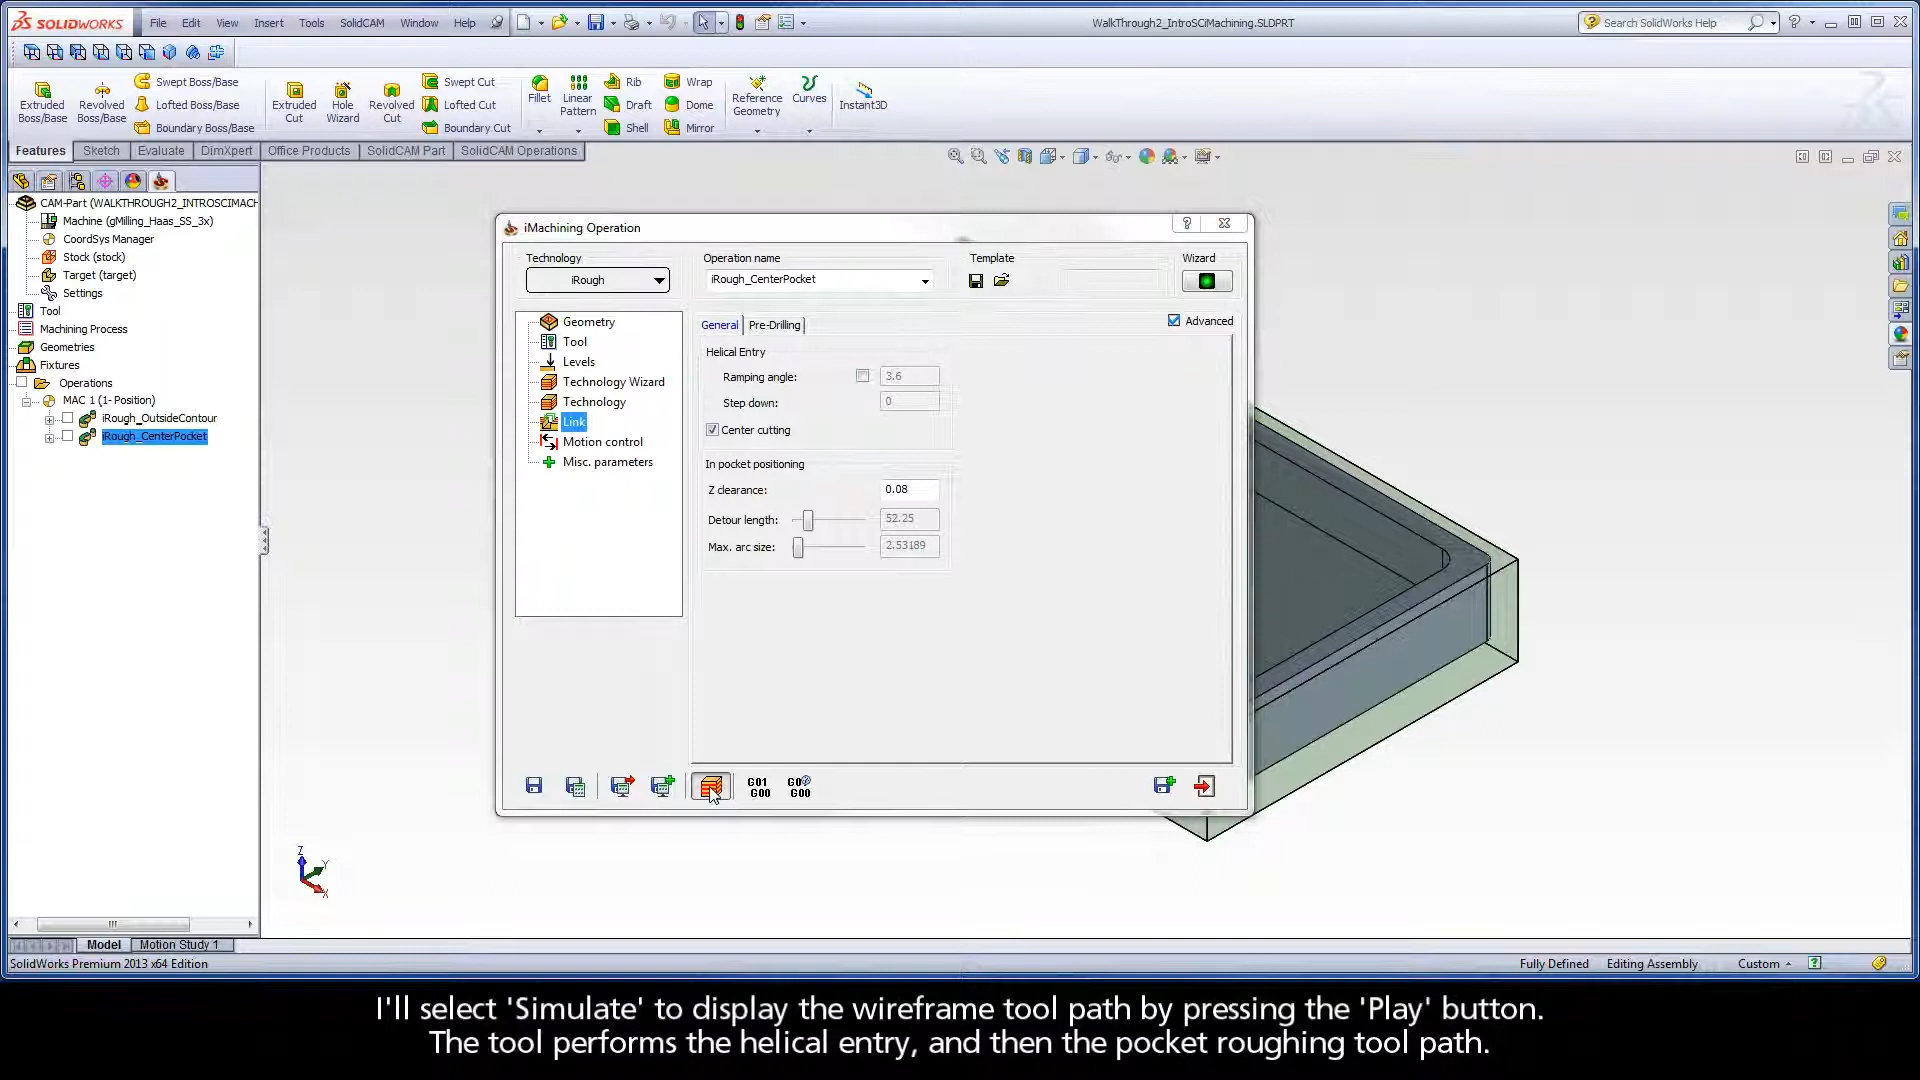 SOLIDWORKS File Edit View Insert Tools SolidCAM Window Help WalkThrough2_IntroSCiMachining.SLDPRT Search SolidWorks Help
Extruded Boss/Base
Revolved Boss/Base
Swept Boss/Base
Lofted Boss/Base
Boundary Boss/Base
Extruded Cut
Hole Wizard
Revolved Cut
Swept Cut
Lofted Cut
Boundary Cut
Fillet
Linear Pattern
Rib
Draft
Shell
Wrap
Dome
Mirror
Reference Geometry
Curves
Instant3D
Features Sketch Evaluate DimXpert Office Products SolidCAM Part SolidCAM Operations
CAM-Part (WALKTHROUGH2_INTROSCIMACH
Machine (gMilling_Haas_SS_3x)
CoordSys Manager
Stock (stock)
Target (target)
Settings
Tool
Machining Process
Geometries
Fixtures
Operations
MAC 1 (1- Position)
iRough_OutsideContour
iRough_CenterPocket
iMachining Operation
Technology
iRough
Operation name
iRough_CenterPocket
Template
Wizard
Geometry
Tool
Levels
Technology Wizard
Technology
Link
Motion control
Misc. parameters
General Pre-Drilling
Advanced
Helical Entry
Ramping angle: 3.6
Step down: 0
Center cutting
In pocket positioning
Z clearance: 0.08
Detour length: 52.25
Max. arc size: 2.53189
G01 G00
G00 G00
Z
Y
X
Model Motion Study 1
SolidWorks Premium 2013 x64 Edition Fully Defined Editing Assembly Custom
I'll select 'Simulate' to display the wireframe tool path by pressing the 'Play' button.
The tool performs the helical entry, and then the pocket roughing tool path.